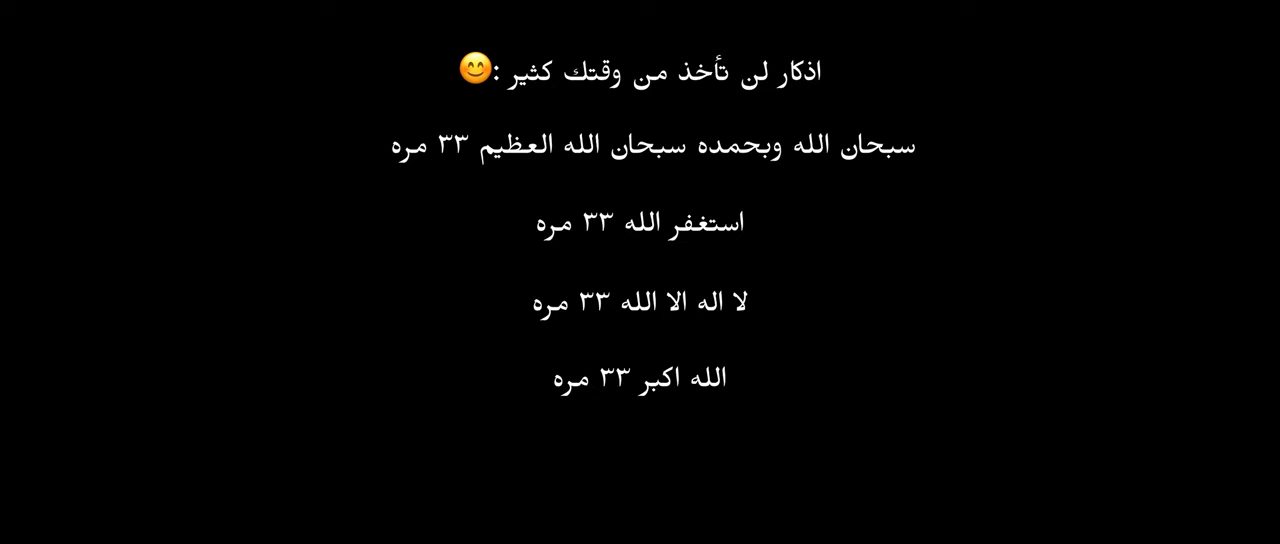 اذكار لن تأخذ من وقتك كثير :😊
سبحان الله وبحمده سبحان الله العظيم ٣٣ مره
استغفر الله ٣٣ مره
لا اله الا الله ٣٣ مره
الله اكبر ٣٣ مره